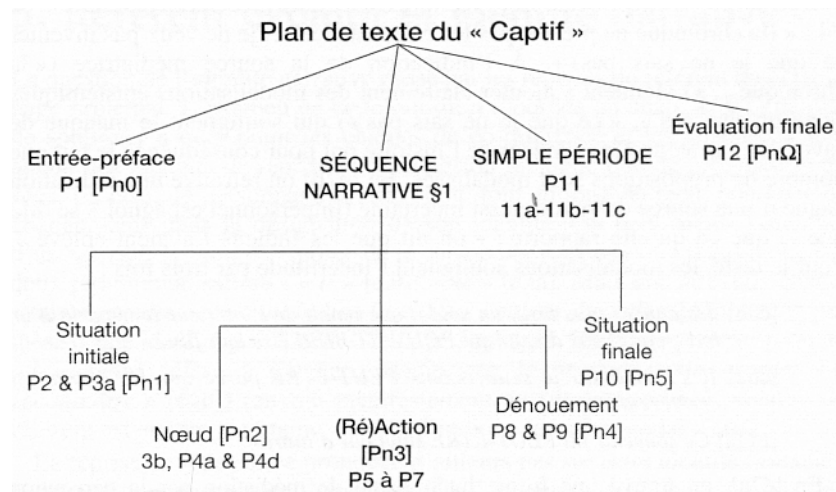 Plan de texte du « Captif »
Entrée-préface
P1 [Pn0]
SÉQUENCE
NARRATIVE §1
SIMPLE PÉRIODE
P11
11a-11b-11c
Évaluation finale
P12 [PnΩ]
Situation
initiale
P2 & P3a [Pn1]
Nœud [Pn2]
3b, P4a & P4d
(Ré)Action
[Pn3]
P5 à P7
Dénouement
P8 & P9 [Pn4]
Situation
finale
P10 [Pn5]